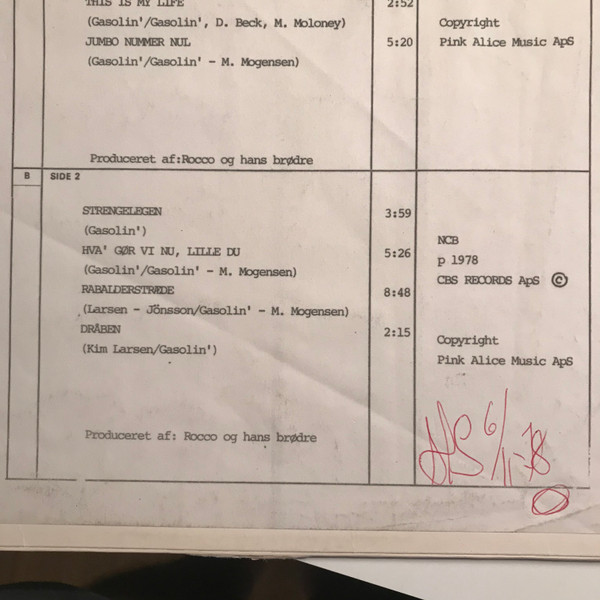 THIS IS MY LIFE 2:52
(Gasolin'/Gasolin', D. Beck, M. Moloney) Copyright
JUMBO NUMMER NUL 5:20 Pink Alice Music ApS
(Gasolin'/Gasolin' - M. Mogensen)
Produceret af:Rocco og hans brødre
B SIDE 2
STRENGELEGEN 3:59
(Gasolin')
NCB
HVA' GØR VI NU, LILLE DU 5:26
p 1978
(Gasolin'/Gasolin' - M. Mogensen)
CBS RECORDS ApS ©
RABALDERSTRÆDE 8:48
(Larsen - Jönsson/Gasolin' - M. Mogensen)
DRÅBEN 2:15
Copyright
(Kim Larsen/Gasolin')
Pink Alice Music ApS
Produceret af: Rocco og hans brødre
6/11-78